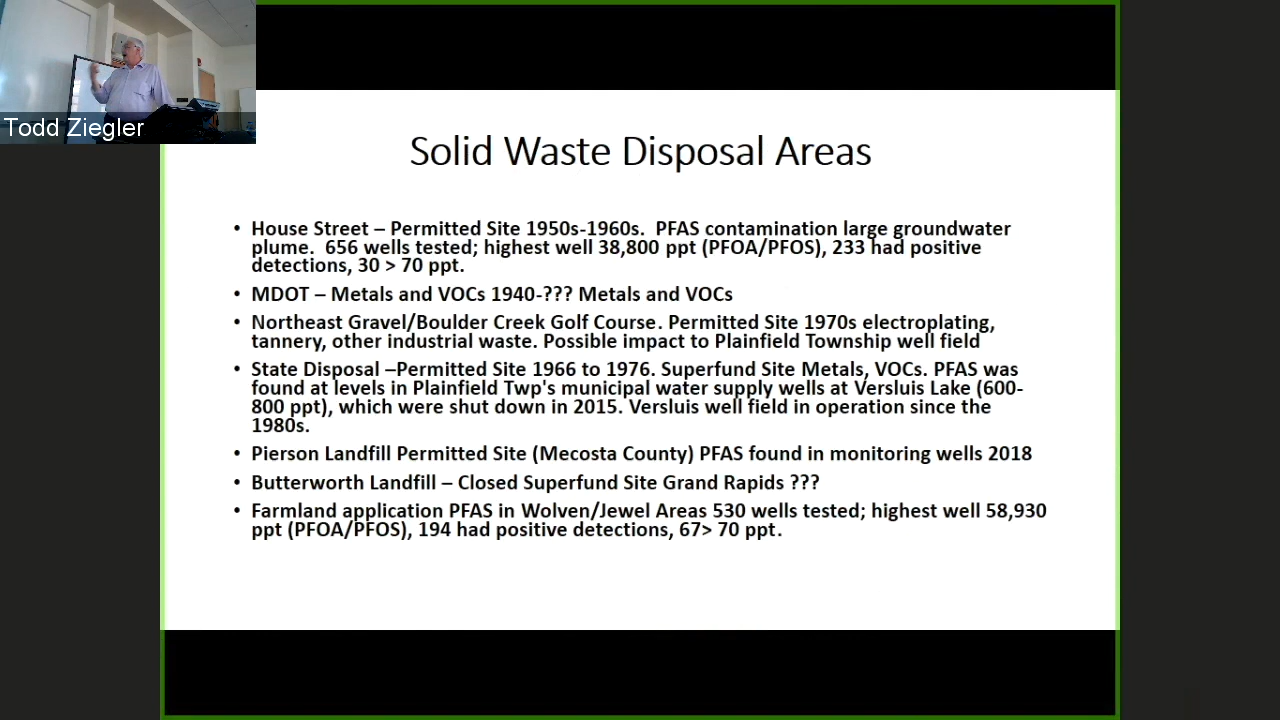 Todd Ziegler
Solid Waste Disposal Areas
• House Street – Permitted Site 1950s-1960s.  PFAS contamination large groundwater
plume.  656 wells tested; highest well 38,800 ppt (PFOA/PFOS), 233 had positive
detections, 30 > 70 ppt.
• MDOT – Metals and VOCs 1940-??? Metals and VOCs
• Northeast Gravel/Boulder Creek Golf Course. Permitted Site 1970s electroplating,
tannery, other industrial waste. Possible impact to Plainfield Township well field
• State Disposal –Permitted Site 1966 to 1976. Superfund Site Metals, VOCs. PFAS was
found at levels in Plainfield Twp's municipal water supply wells at Versluis Lake (600-
800 ppt), which were shut down in 2015. Versluis well field in operation since the
1980s.
• Pierson Landfill Permitted Site (Mecosta County) PFAS found in monitoring wells 2018
• Butterworth Landfill – Closed Superfund Site Grand Rapids ???
• Farmland application PFAS in Wolven/Jewel Areas 530 wells tested; highest well 58,930
ppt (PFOA/PFOS), 194 had positive detections, 67> 70 ppt.